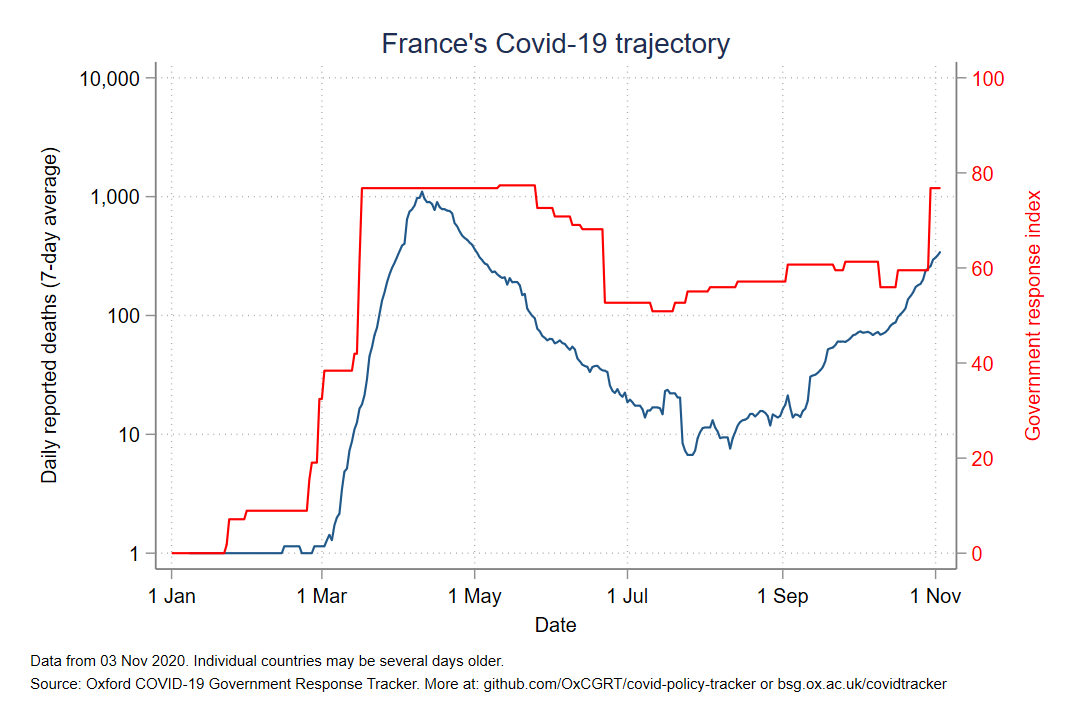 France's Covid-19 trajectory
10,000
1,000
100
10
1
Daily reported deaths (7-day average)
100
80
60
40
20
0
Government response index
1 Jan 1 Mar 1 May 1 Jul 1 Sep 1 Nov
Date
Data from 03 Nov 2020. Individual countries may be several days older.
Source: Oxford COVID-19 Government Response Tracker. More at: github.com/OxCGRT/covid-policy-tracker or bsg.ox.ac.uk/covidtracker